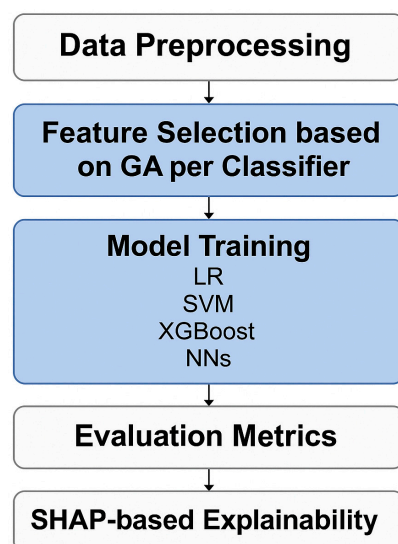 Data Preprocessing
Feature Selection based
on GA per Classifier
Model Training
LR
SVM
XGBoost
NNs
Evaluation Metrics
SHAP-based Explainability